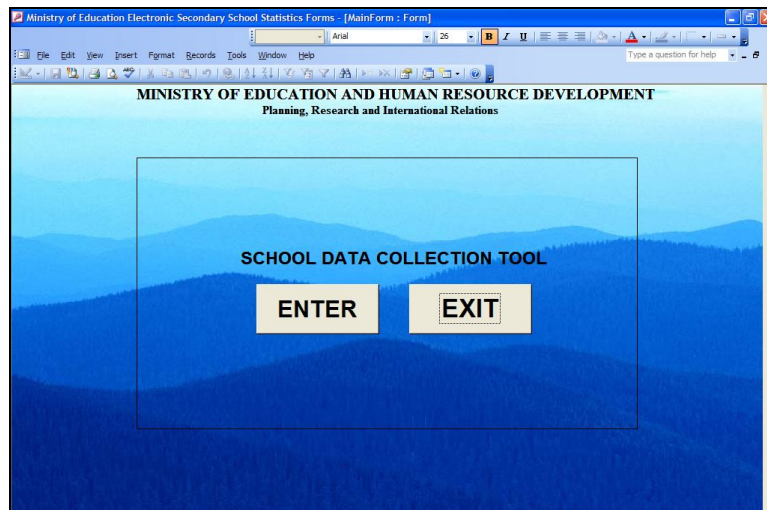 Ministry of Education Electronic Secondary School Statistics Forms - [MainForm : Form]
Arial 26 B I U A
File Edit View Insert Format Records Tools Window Help Type a question for help
MINISTRY OF EDUCATION AND HUMAN RESOURCE DEVELOPMENT
Planning, Research and International Relations
SCHOOL DATA COLLECTION TOOL
ENTER EXIT